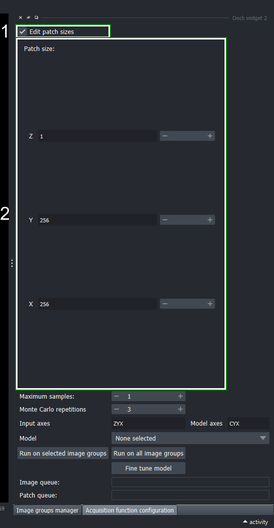 Dock widget 2
1
Edit patch sizes
Patch size:
Z 1 − +
2
Y 256 − +
X 256 − +
Maximum samples: − 1 +
Monte Carlo repetitions − 3 +
Input axes ZYX Model axes CYX
Model None selected
Run on selected image groups Run on all image groups
Fine tune model
Image queue:
Patch queue:
Image groups manager Acquisition function configuration
activity